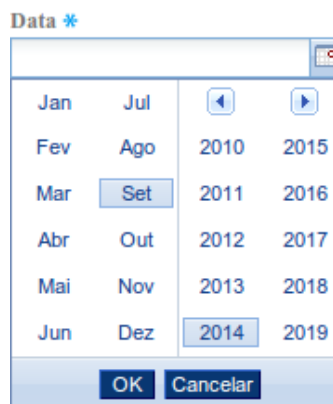 Data *
Jan Jul
Fev Ago 2010 2015
Mar Set 2011 2016
Abr Out 2012 2017
Mai Nov 2013 2018
Jun Dez 2014 2019
OK Cancelar